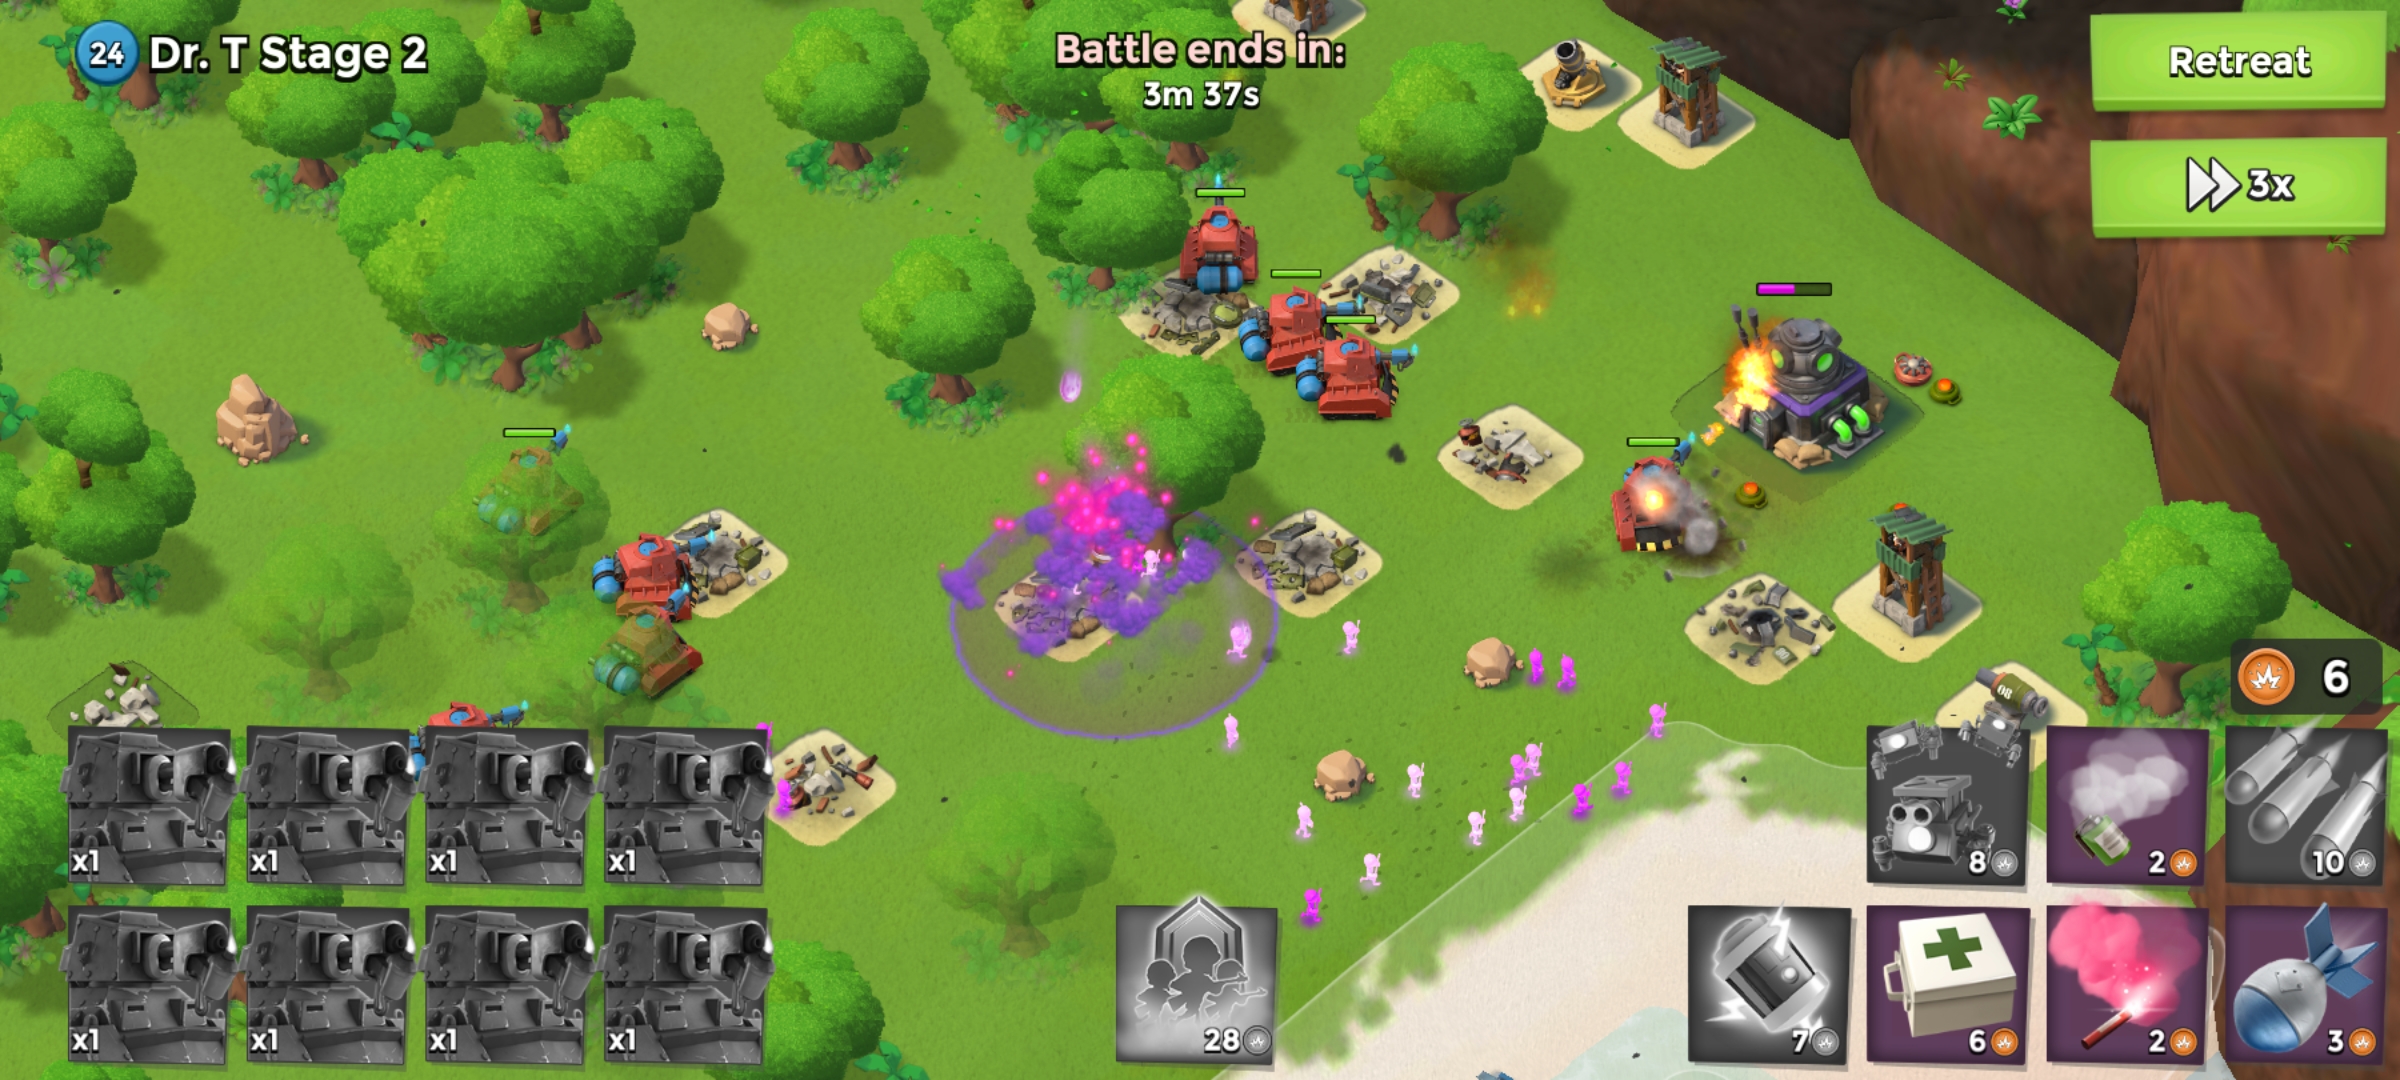 24 Dr. T Stage 2
Battle ends in:
3m 37s
Retreat
3x
6
08
x1 x1 x1 x1
8 2 10
x1 x1 x1 x1
28
7 6 2 3